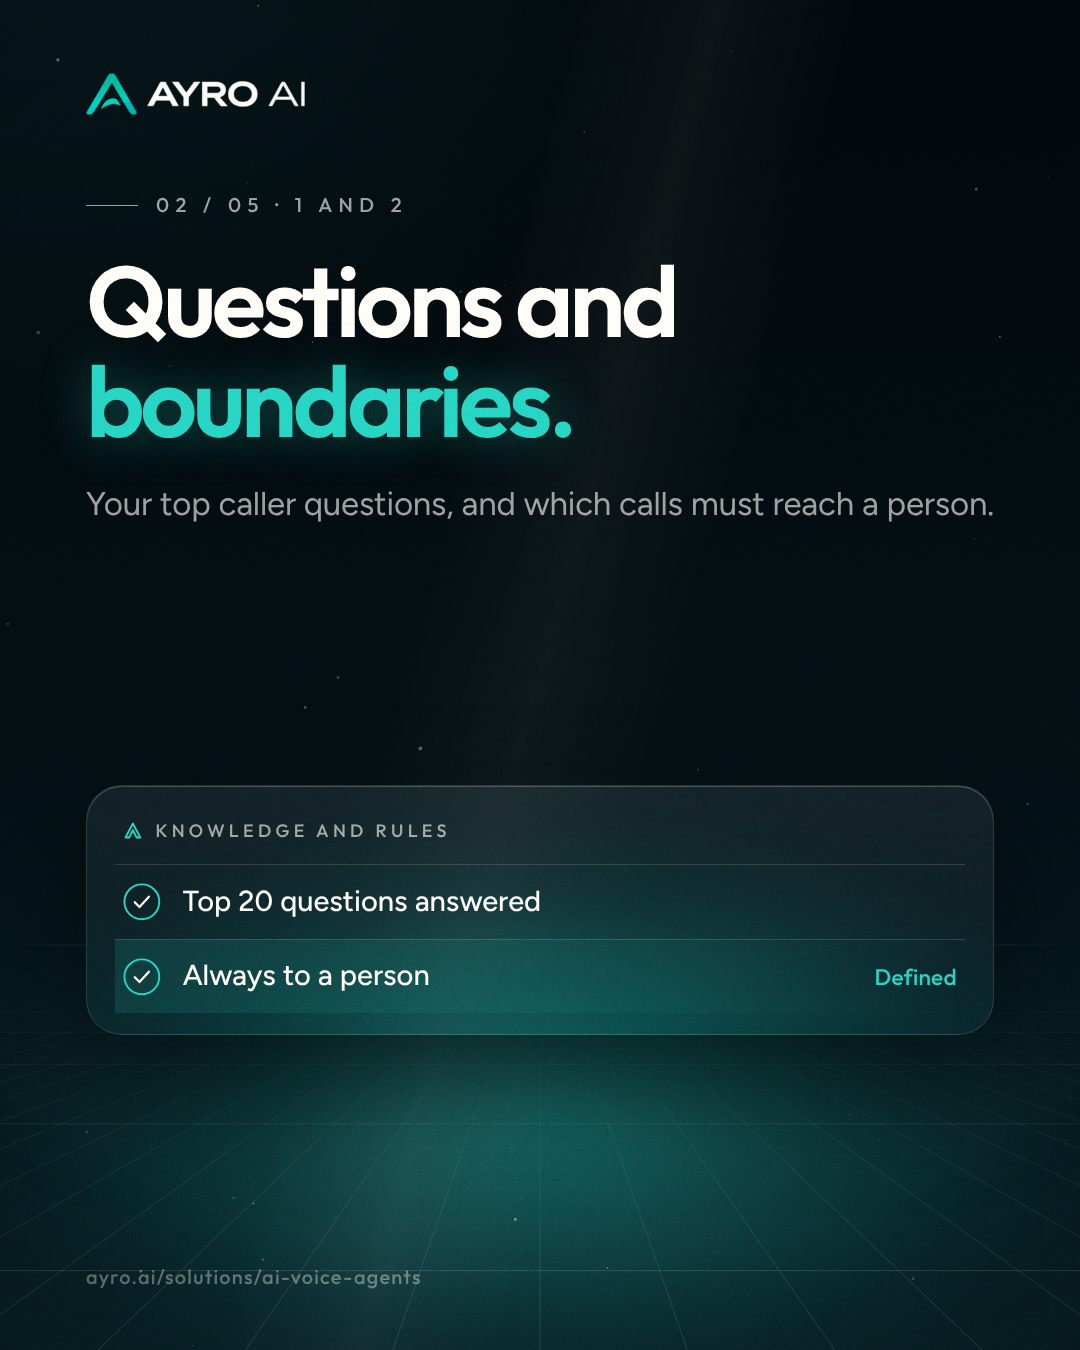 AYRO AI
02 / 05 · 1 AND 2
Questions and
boundaries.
Your top caller questions, and which calls must reach a person.
KNOWLEDGE AND RULES
Top 20 questions answered
Always to a person
Defined
ayro.ai/solutions/ai-voice-agents